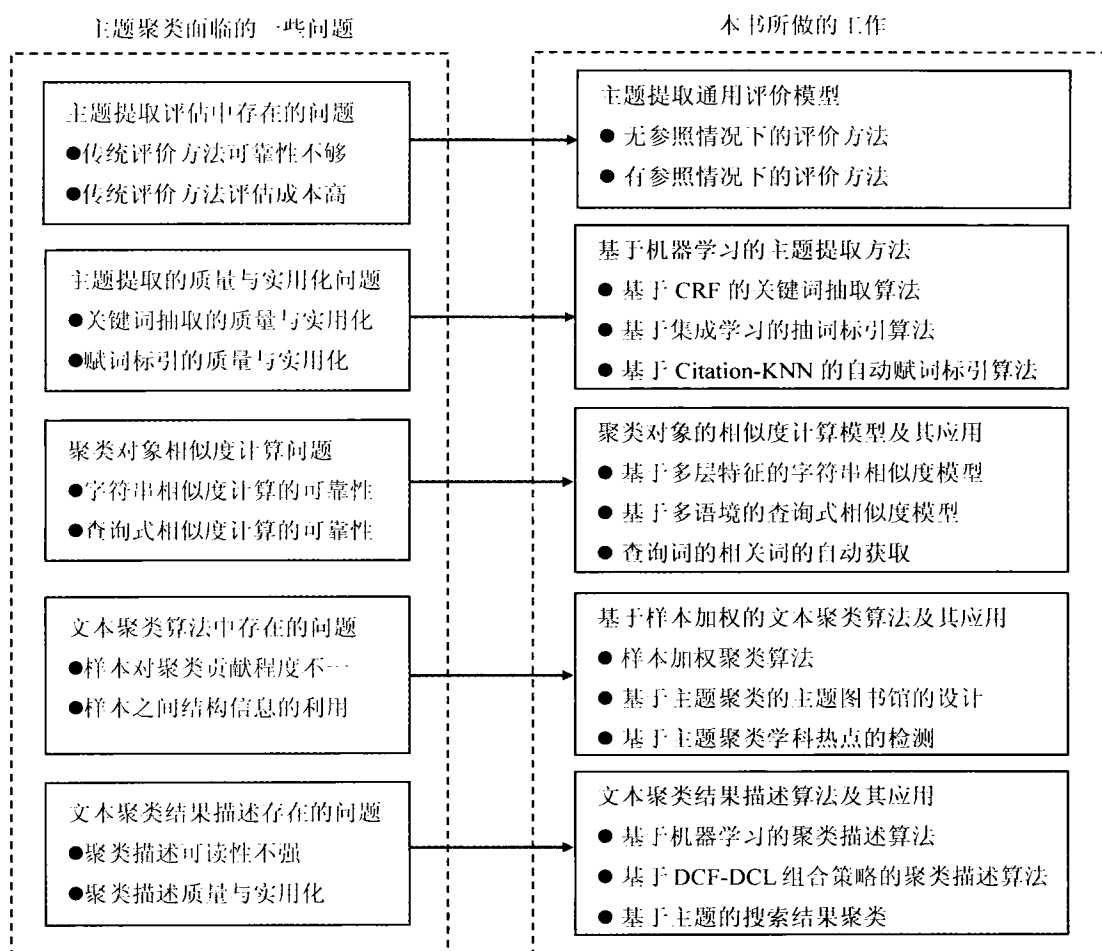 主题聚类面临的一些问题
主题提取评估中存在的问题
●传统评价方法可靠性不够
●传统评价方法评估成本高
主题提取的质量与实用化问题
●关键词抽取的质量与实用化
●赋词标引的质量与实用化
聚类对象相似度计算问题
●字符串相似度计算的可靠性
●查询式相似度计算的可靠性
文本聚类算法中存在的问题
●样本对聚类贡献程度不一
●样本之间结构信息的利用
文本聚类结果描述存在的问题
●聚类描述可读性不强
●聚类描述质量与实用化
本书所做的工作
主题提取通用评价模型
● 无参照情况下的评价方法
● 有参照情况下的评价方法
基于机器学习的主题提取方法
● 基于 CRF 的关键词抽取算法
● 基于集成学习的抽词标引算法
● 基于 Citation-KNN 的自动赋词标引算法
聚类对象的相似度计算模型及其应用
● 基于多层特征的字符串相似度模型
● 基于多语境的查询式相似度模型
● 查询词的相关词的自动获取
基于样本加权的文本聚类算法及其应用
● 样本加权聚类算法
● 基于主题聚类的主题图书馆的设计
● 基于主题聚类学科热点的检测
文本聚类结果描述算法及其应用
● 基于机器学习的聚类描述算法
● 基于 DCF-DCL 组合策略的聚类描述算法
● 基于主题的搜索结果聚类